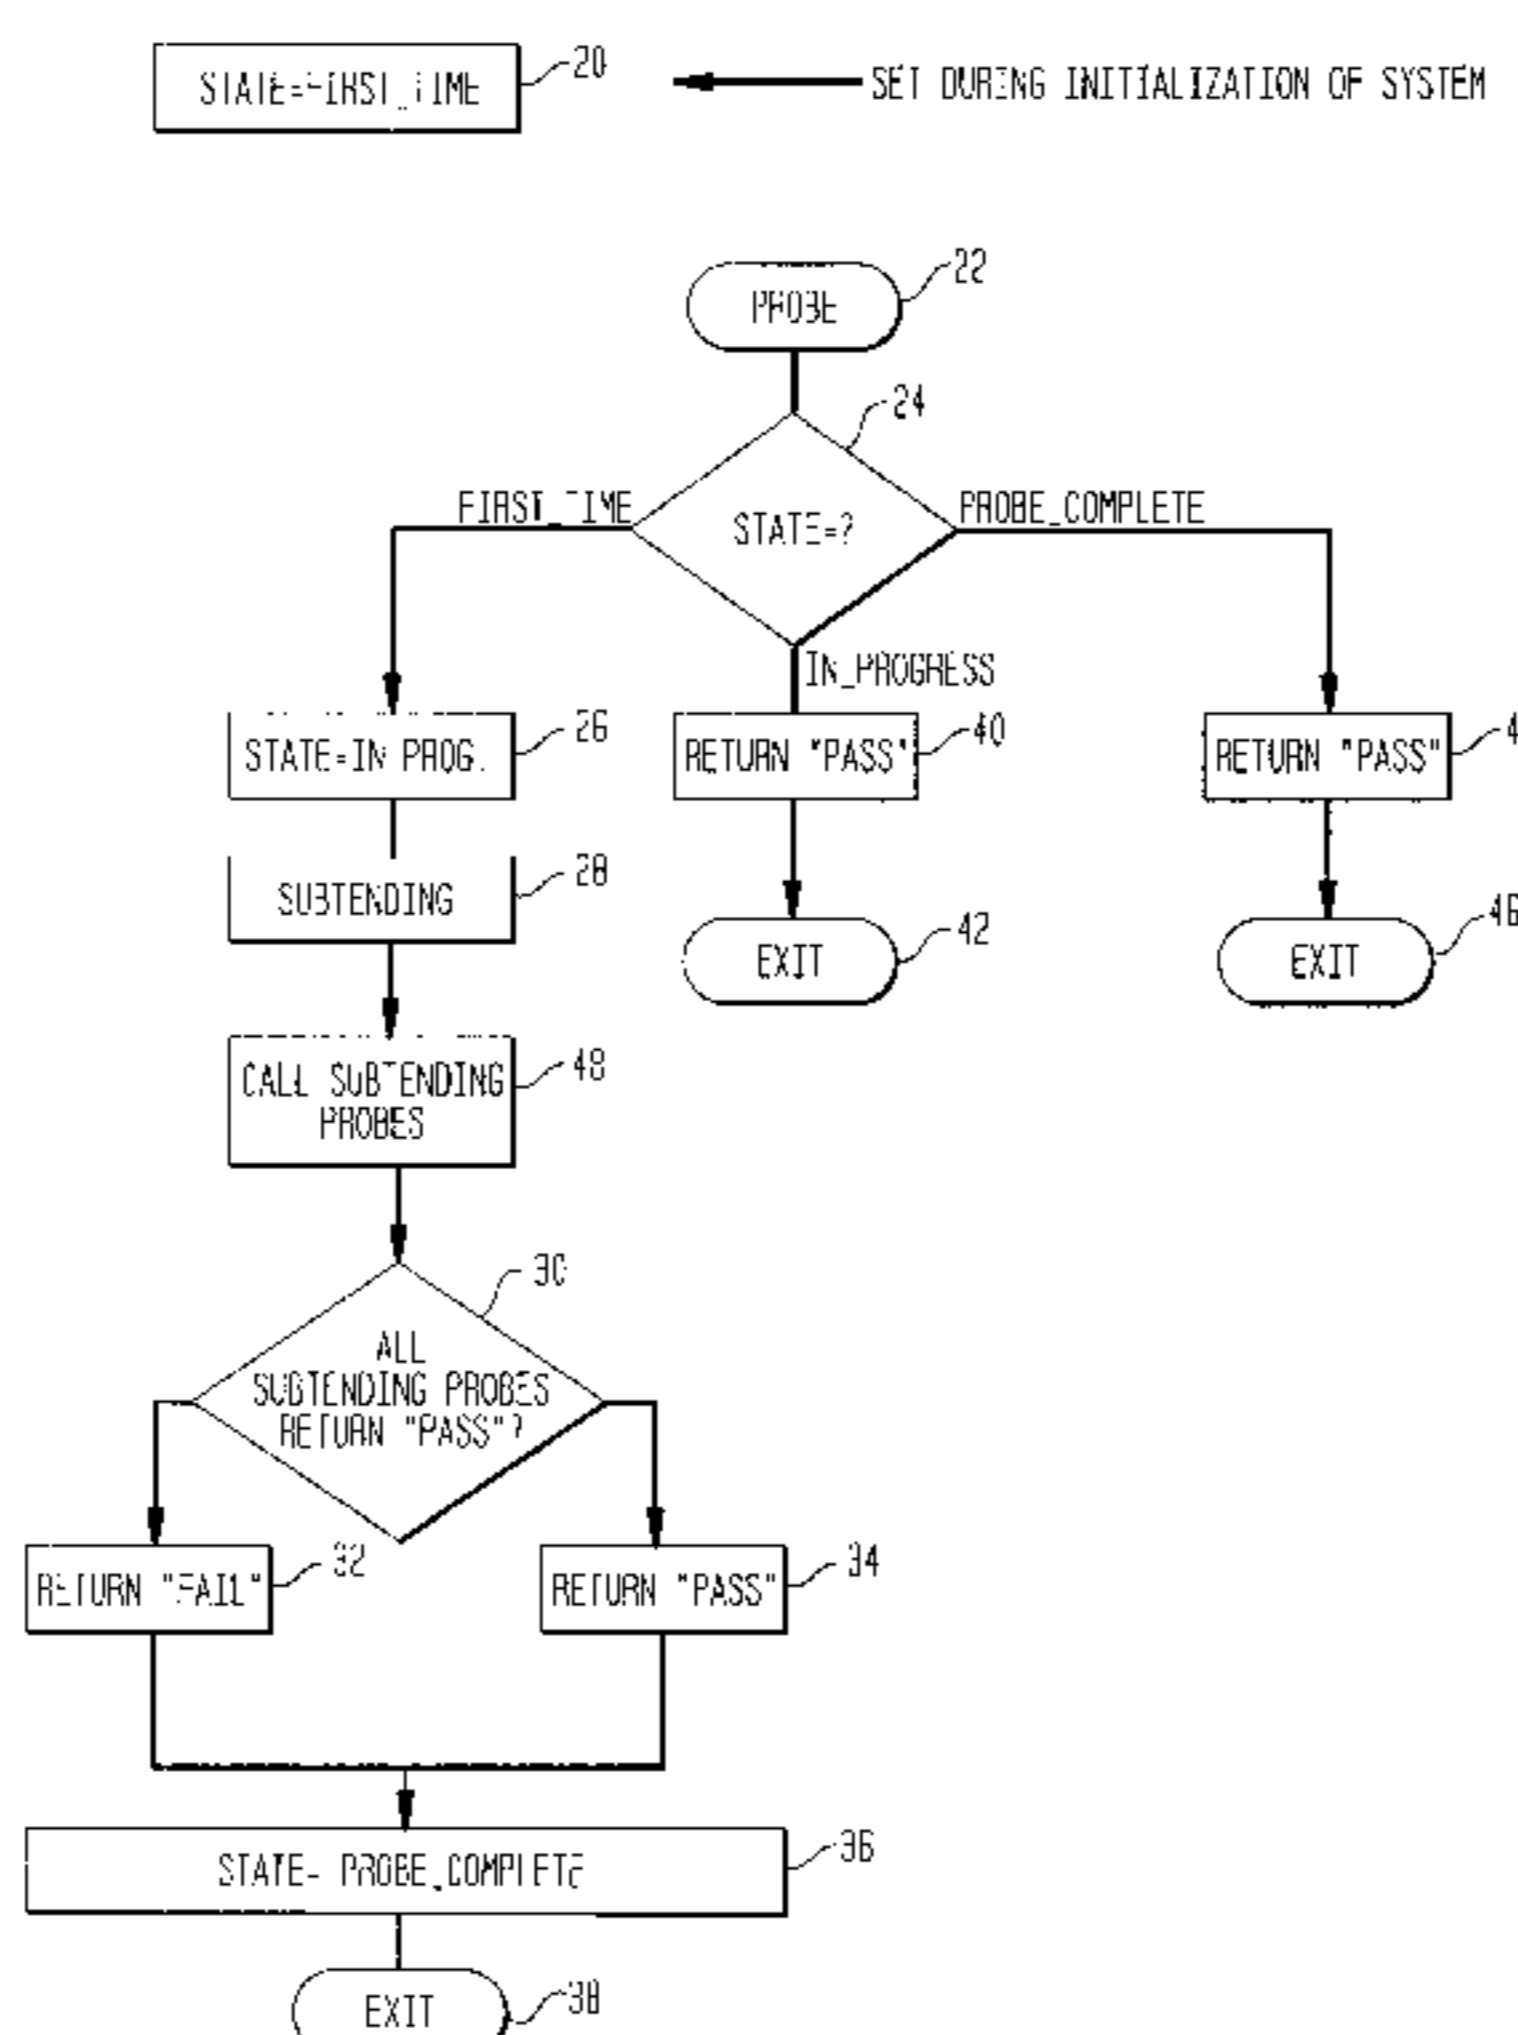 STATE=FIRST_TIME
20
SET DURING INITIALIZATION OF SYSTEM
PROBE
22
24
STATE=?
FIRST_TIME
PROBE_COMPLETE
IN_PROGRESS
STATE=IN PROG.
26
RETURN "PASS"
40
RETURN "PASS"
4
SUBTENDING
28
EXIT
42
EXIT
46
CALL SUBTENDING
PROBES
48
30
ALL
SUBTENDING PROBES
RETURN "PASS"?
RETURN "FAIL"
32
RETURN "PASS"
34
STATE= PROBE_COMPLETE
36
EXIT
38